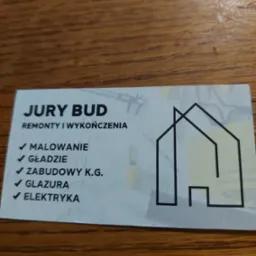 JURY BUD
REMONTY I WYKOŃCZENIA
✓ MALOWANIE
✓ GŁADZIE
✓ ZABUDOWY K.G.
✓ GLAZURA
✓ ELEKTRYKA